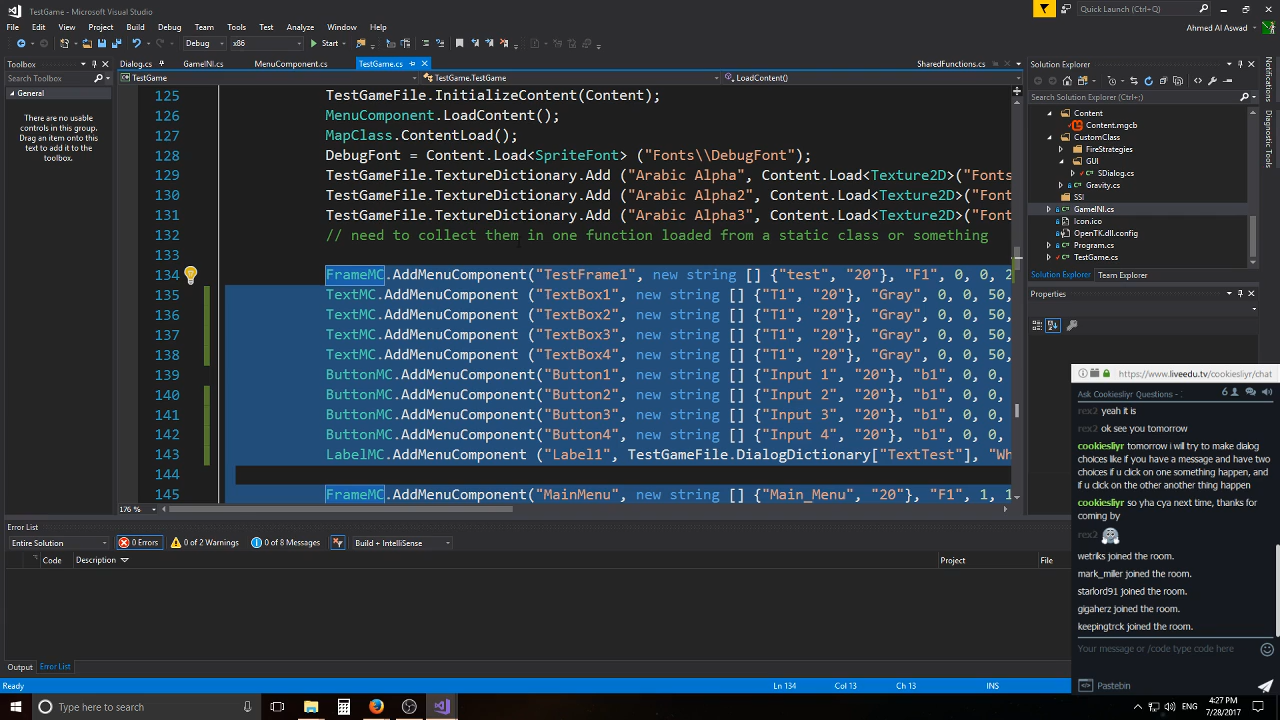 TestGame - Microsoft Visual Studio
Quick Launch (Ctrl+Q)
File Edit View Project Build Debug Team Tools Test Analyze Window Help
Ahmed Al Aswad
Debug x86 Start
Toolbox
Search Toolbox
General
There are no usable
controls in this group.
Drag an item onto this
text to add it to the
toolbox.
Dialog.cs GameINI.cs MenuComponent.cs TestGame.cs SharedFunctions.cs
TestGame TestGame.TestGame LoadContent()
125 TestGameFile.InitializeContent(Content);
126 MenuComponent.LoadContent();
127 MapClass.ContentLoad();
128 DebugFont = Content.Load<SpriteFont> ("Fonts\\DebugFont");
129 TestGameFile.TextureDictionary.Add ("Arabic Alpha", Content.Load<Texture2D>("Fonts
130 TestGameFile.TextureDictionary.Add ("Arabic Alpha2", Content.Load<Texture2D>("Font
131 TestGameFile.TextureDictionary.Add ("Arabic Alpha3", Content.Load<Texture2D>("Font
132 // need to collect them in one function loaded from a static class or something
133
134 FrameMC.AddMenuComponent("TestFrame1", new string [] {"test", "20"}, "F1", 0, 0, 2
135 TextMC.AddMenuComponent ("TextBox1", new string [] {"T1", "20"}, "Gray", 0, 0, 50,
136 TextMC.AddMenuComponent ("TextBox2", new string [] {"T1", "20"}, "Gray", 0, 0, 50,
137 TextMC.AddMenuComponent ("TextBox3", new string [] {"T1", "20"}, "Gray", 0, 0, 50,
138 TextMC.AddMenuComponent ("TextBox4", new string [] {"T1", "20"}, "Gray", 0, 0, 50,
139 ButtonMC.AddMenuComponent("Button1", new string [] {"Input 1", "20"}, "b1", 0, 0,
140 ButtonMC.AddMenuComponent("Button2", new string [] {"Input 2", "20"}, "b1", 0, 0,
141 ButtonMC.AddMenuComponent("Button3", new string [] {"Input 3", "20"}, "b1", 0, 0,
142 ButtonMC.AddMenuComponent("Button4", new string [] {"Input 4", "20"}, "b1", 0, 0,
143 LabelMC.AddMenuComponent ("Label1", TestGameFile.DialogDictionary["TextTest"], "Wh
144
145 FrameMC.AddMenuComponent("MainMenu", new string [] {"Main_Menu", "20"}, "F1", 1, 1
176 %
Solution Explorer
Search Solution Explorer (Ctrl+;)
Content
Content.mgcb
CustomClass
FireStrategies
GUI
SDialog.cs
Gravity.cs
SSI
GameINI.cs
Icon.ico
OpenTK.dll.config
Program.cs
TestGame.cs
Solution Explorer Team Explorer
Properties
Notifications
Diagnostic Tools
https://www.liveedu.tv/cookiesliyr/chat
Ask Cookiesliyr Questions - . 6
rex2 yeah it is
rex2 ok see you tomorrow
cookiesliyr tomorrow i will try to make dialog
choices like if you have a message and have two
choices if u click on one something happen, and
if u click on the other another thing happen
cookiesliyr so yha cya next time, thanks for
coming by
rex2
wetriks joined the room.
mark_miller joined the room.
starlord91 joined the room.
gigaherz joined the room.
keepingtrck joined the room.
Your message or /code type code here
Pastebin
Error List
Entire Solution 0 Errors 0 of 2 Warnings 0 of 8 Messages Build + IntelliSense
Code Description Project File
Output Error List
Ready Ln 134 Col 13 Ch 13 INS
Type here to search
ENG 4:27 PM
7/28/2017